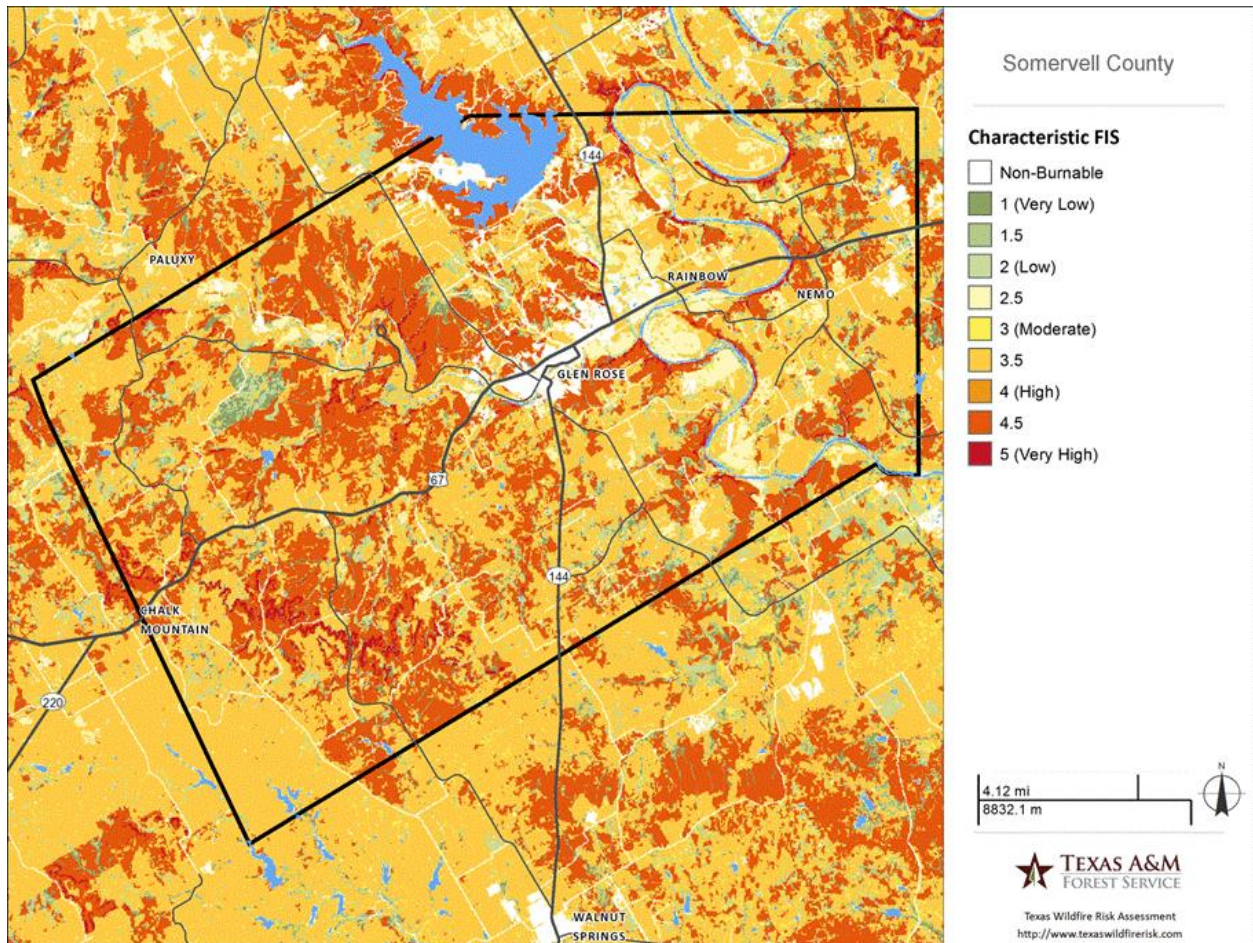 Somervell County
Characteristic FIS
Non-Burnable
1 (Very Low)
1.5
2 (Low)
2.5
3 (Moderate)
3.5
4 (High)
4.5
5 (Very High)
144
PALUXY
RAINBOW
NEMO
GLEN ROSE
67
144
CHALK
MOUNTAIN
220
WALNUT
SPRINGS
N
4.12 mi
8832.1 m
TEXAS A&M
FOREST SERVICE
Texas Wildfire Risk Assessment
http://www.texaswildfirerisk.com